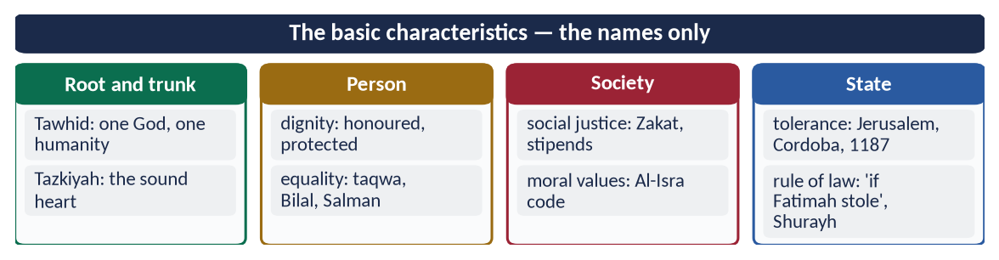 The basic characteristics — the names only
Root and trunk
Tawhid: one God, one
humanity
Tazkiyah: the sound
heart
Person
dignity: honoured,
protected
equality: taqwa,
Bilal, Salman
Society
social justice: Zakat,
stipends
moral values: Al-Isra
code
State
tolerance: Jerusalem,
Cordoba, 1187
rule of law: 'if
Fatimah stole',
Shurayh